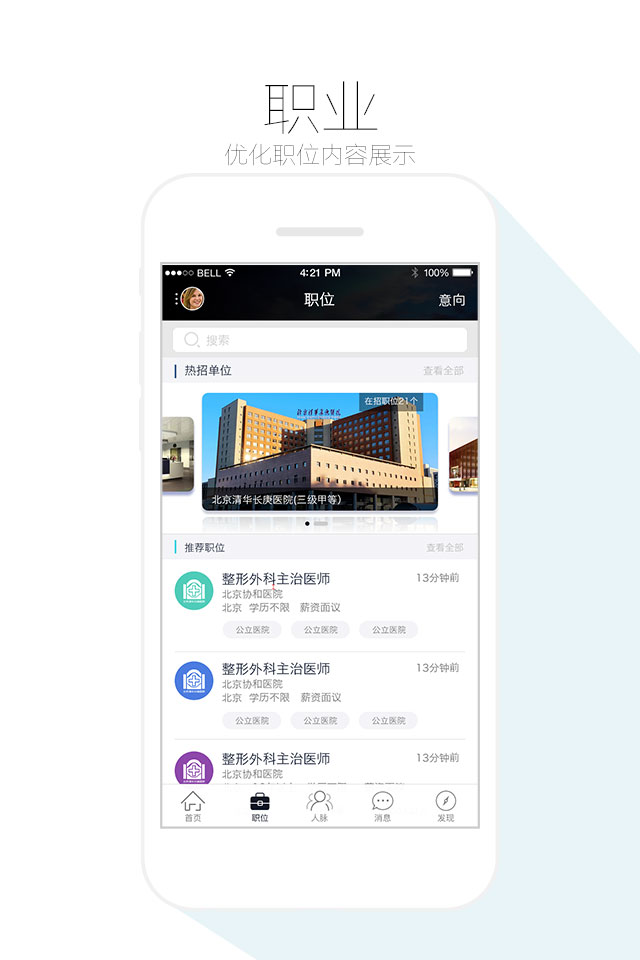 职业
优化职位内容展示
BELL 4:21 PM 100%
职位 意向
搜索
热招单位 查看全部
在招职位21个
北京清华长庚医院(三级甲等)
推荐职位 查看全部
整形外科主治医师 13分钟前
北京协和医院
北京 学历不限 薪资面议
公立医院 公立医院 公立医院
整形外科主治医师 13分钟前
北京协和医院
北京 学历不限 薪资面议
公立医院 公立医院 公立医院
整形外科主治医师 13分钟前
北京协和医院
首页 职位 人脉 消息 发现